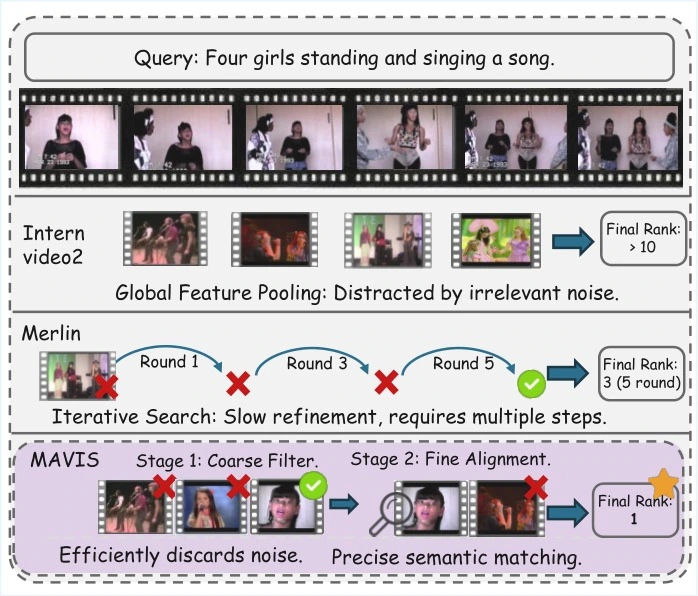 Query: Four girls standing and singing a song.
Intern
video2
Final Rank:
> 10
Global Feature Pooling: Distracted by irrelevant noise.
Merlin
Round 1
Round 3
Round 5
Final Rank:
3 (5 round)
Iterative Search: Slow refinement, requires multiple steps.
MAVIS
Stage 1: Coarse Filter.
Stage 2: Fine Alignment.
Final Rank:
1
Efficiently discards noise.
Precise semantic matching.